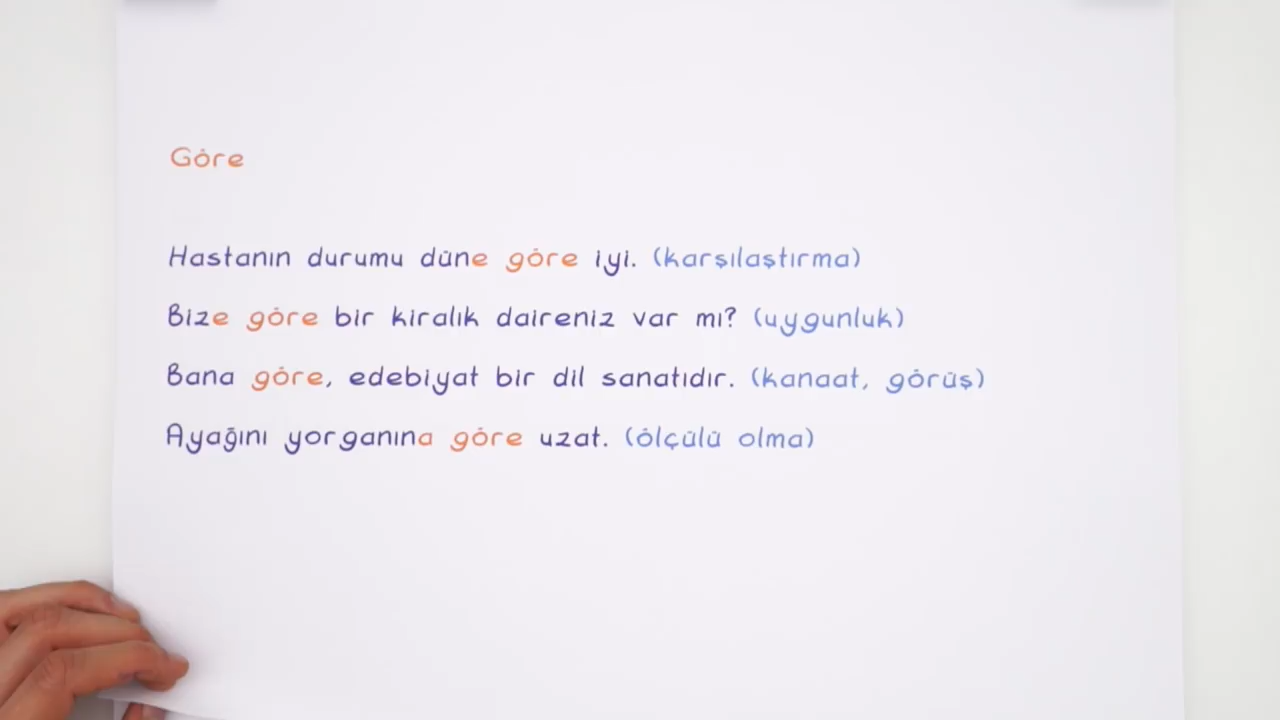 Göre
Hastanın durumu düne göre iyi. (karşılaştırma)
Bize göre bir kiralık daireniz var mı? (uygunluk)
Bana göre, edebiyat bir dil sanatıdır. (kanaat, görüş)
Ayağını yorganına göre uzat. (ölçülü olma)